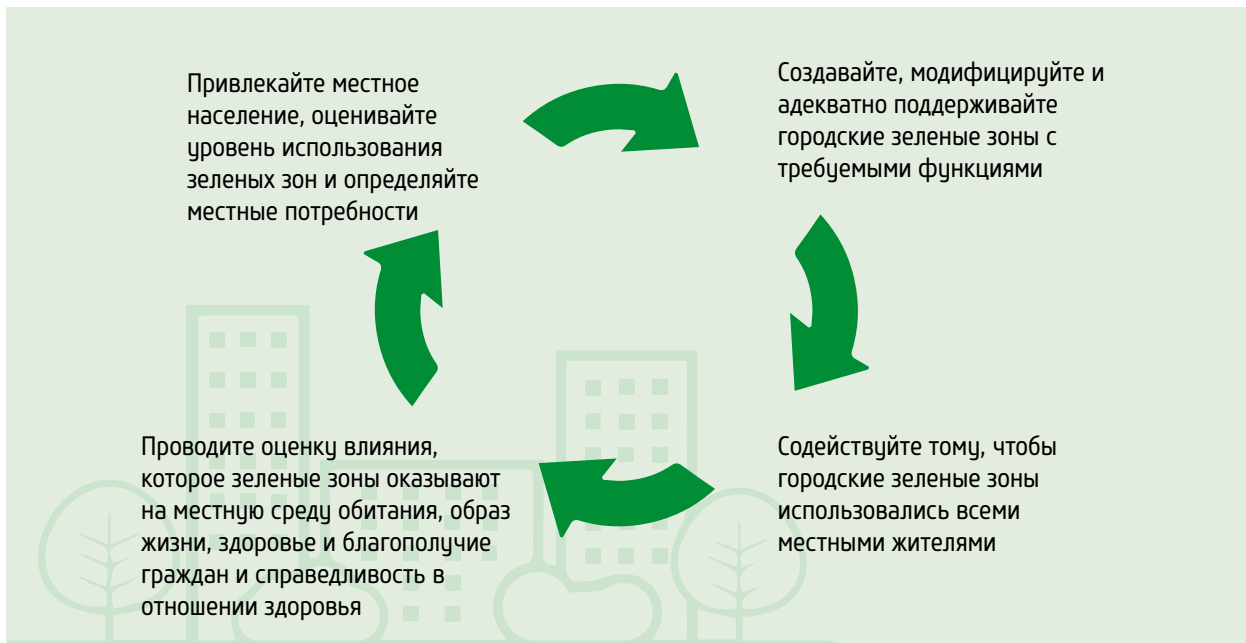 Привлекайте местное
население, оценивайте
уровень использования
зеленых зон и определяйте
местные потребности
Создавайте, модифицируйте и
адекватно поддерживайте
городские зеленые зоны с
требуемыми функциями
Содействуйте тому, чтобы
городские зеленые зоны
использовались всеми
местными жителями
Проводите оценку влияния,
которое зеленые зоны оказывают
на местную среду обитания, образ
жизни, здоровье и благополучие
граждан и справедливость в
отношении здоровья